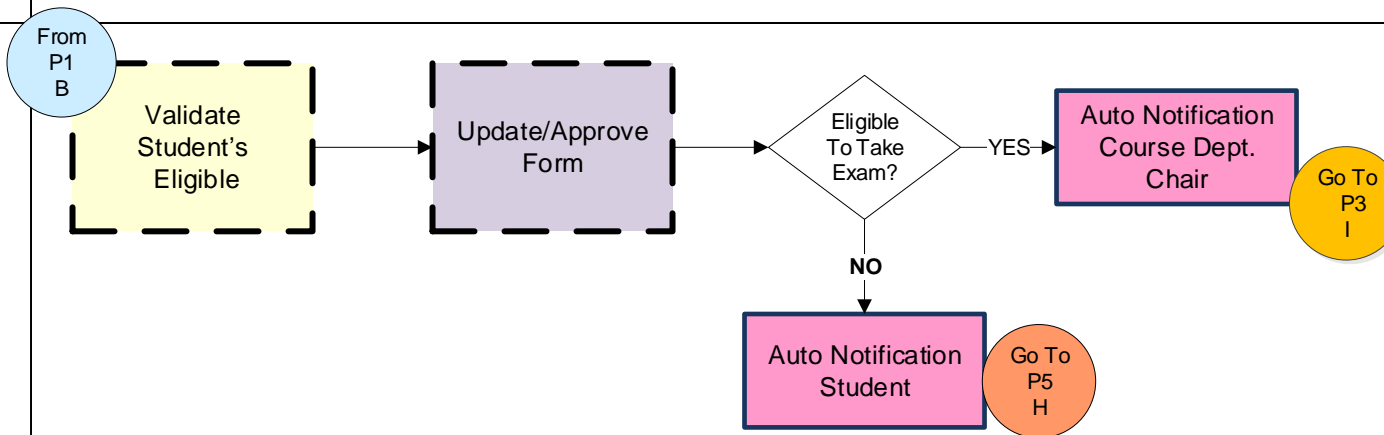 From
P1
B
Validate
Student's
Eligible
Update/Approve
Form
Eligible
To Take
Exam?
YES
Auto Notification
Course Dept.
Chair
Go To
P3
I
NO
Auto Notification
Student
Go To
P5
H